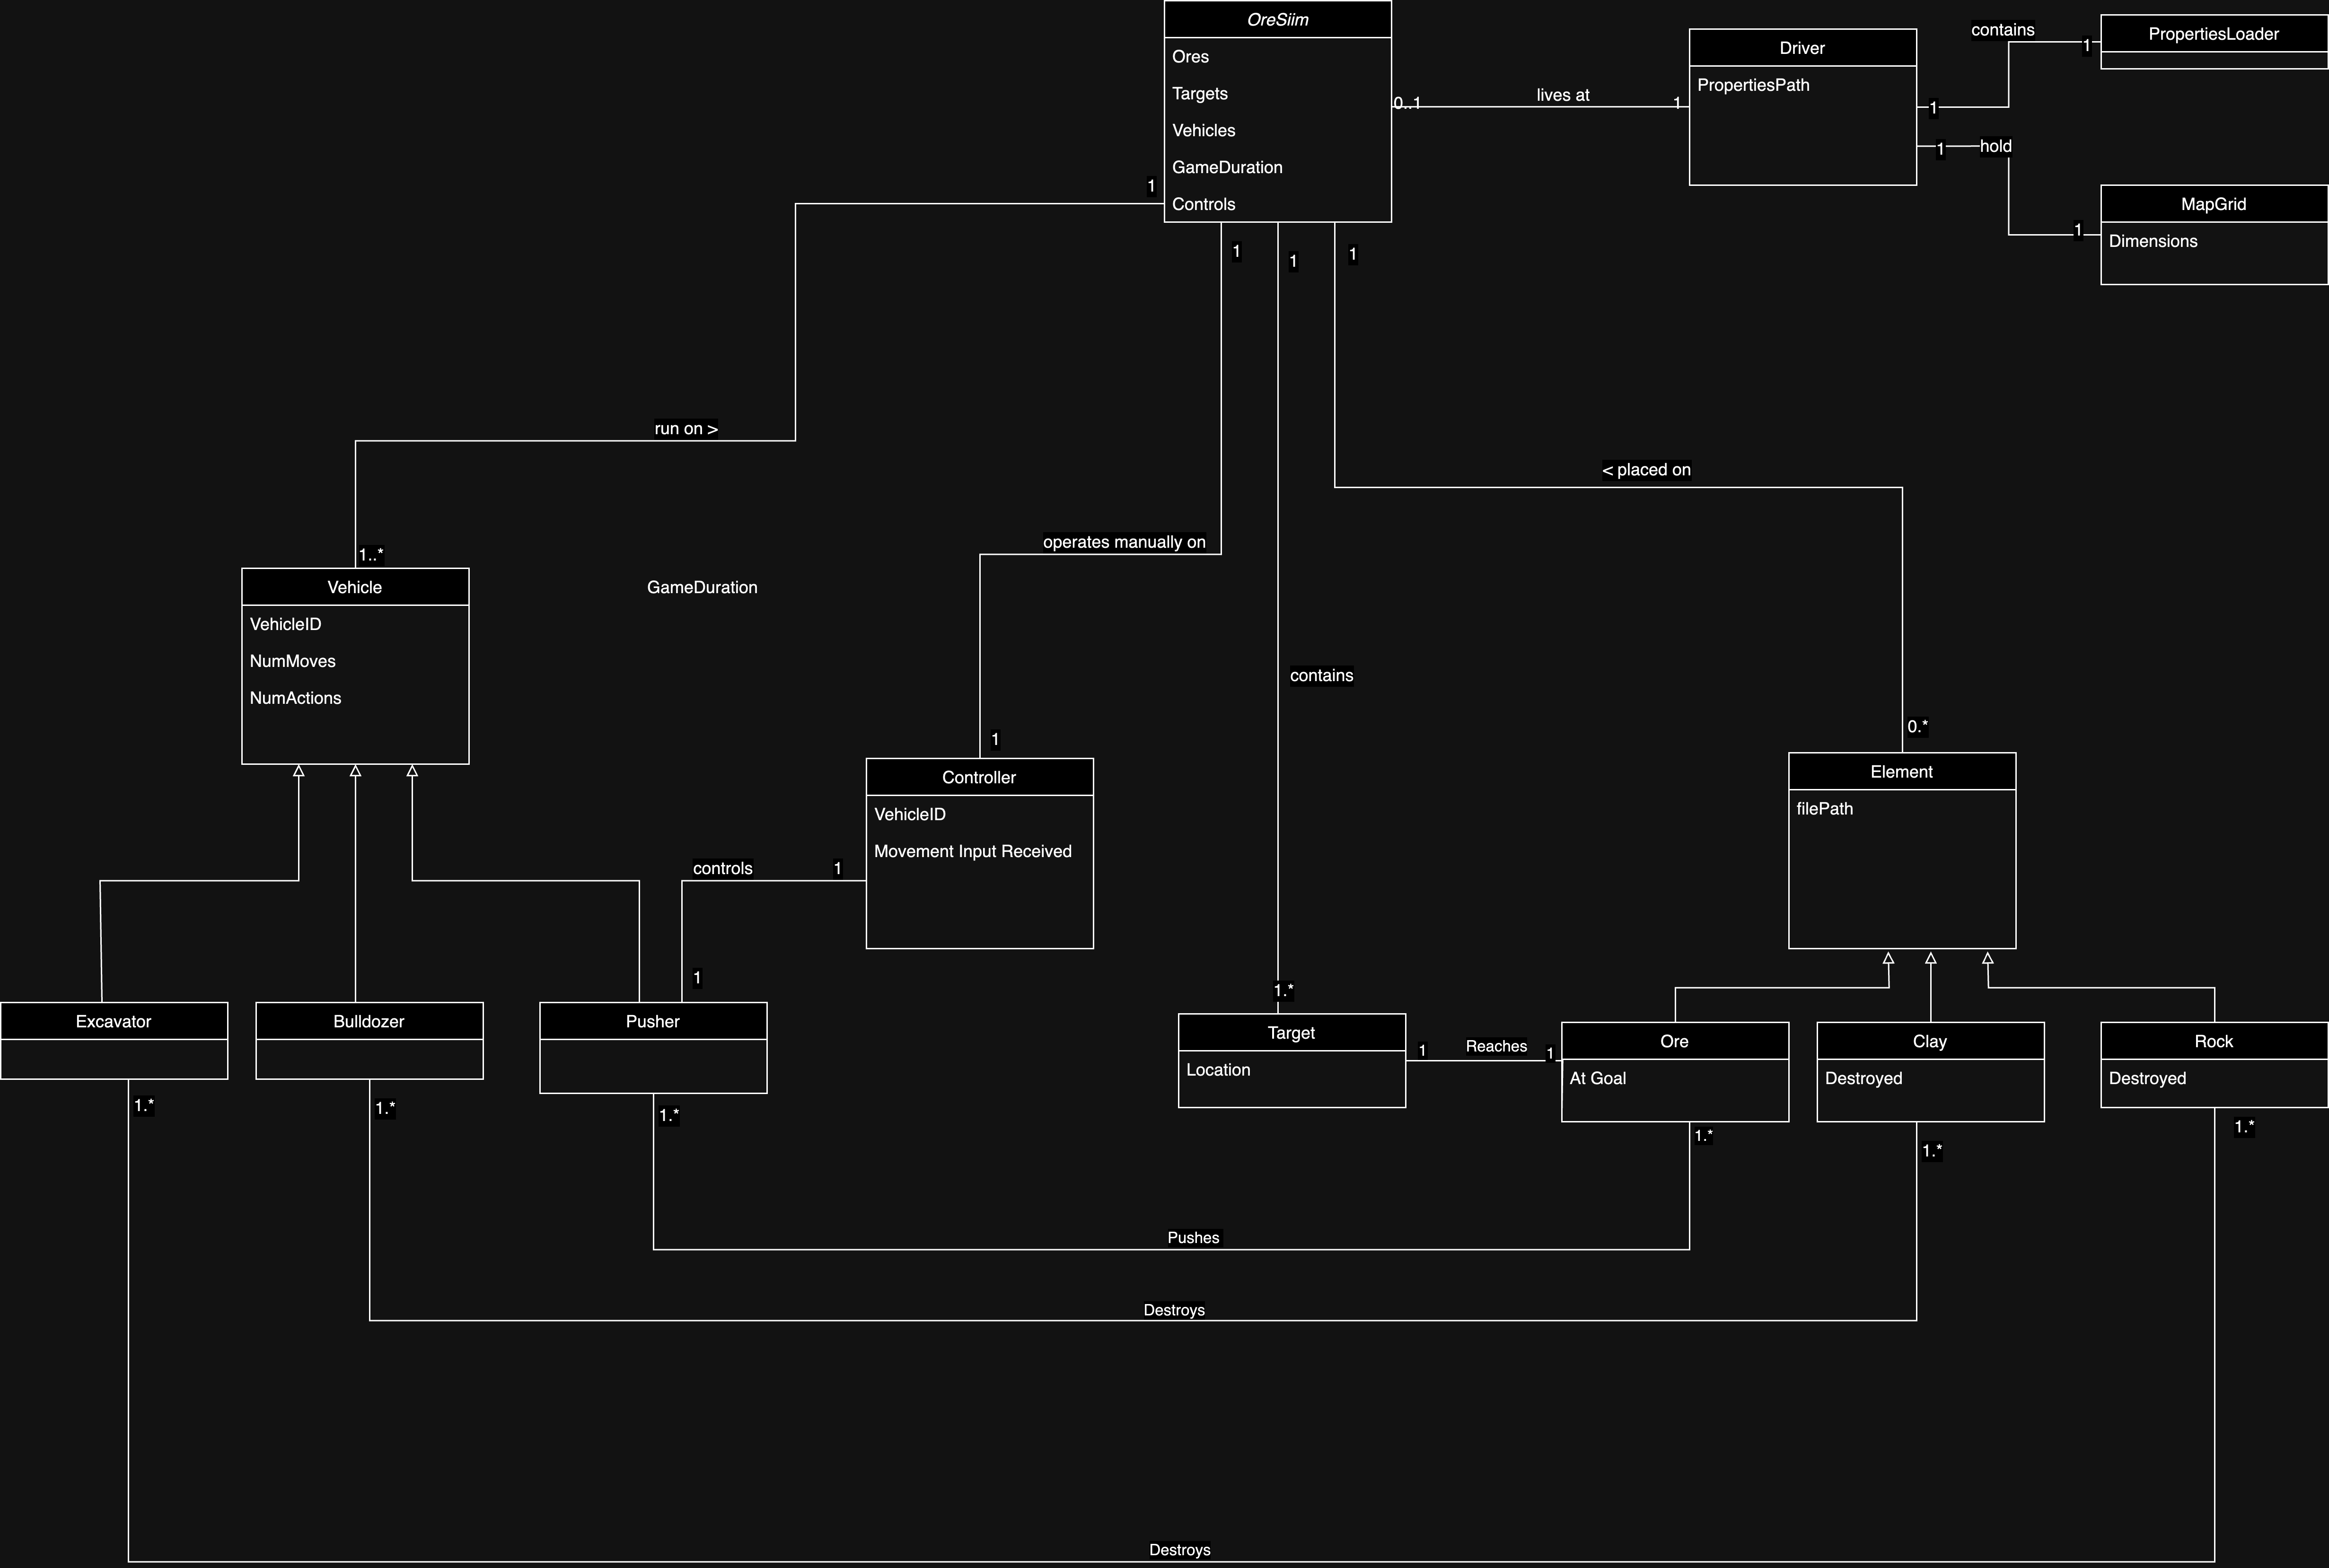 OreSiim
Ores
Targets
Vehicles
GameDuration
Controls
0..1
lives at
1
Driver
PropertiesPath
1
contains
1
PropertiesLoader
1
hold
1
MapGrid
Dimensions
1
1
1
1
run on >
< placed on
operates manually on
1..*
Vehicle
VehicleID
NumMoves
NumActions
GameDuration
contains
1
Controller
VehicleID
Movement Input Received
0.*
Element
filePath
controls
1
1
1.*
Excavator
Bulldozer
Pusher
Target
Location
1
Reaches
1
Ore
At Goal
Clay
Destroyed
Rock
Destroyed
1.*
1.*
1.*
1.*
1.*
1.*
Pushes
Destroys
Destroys